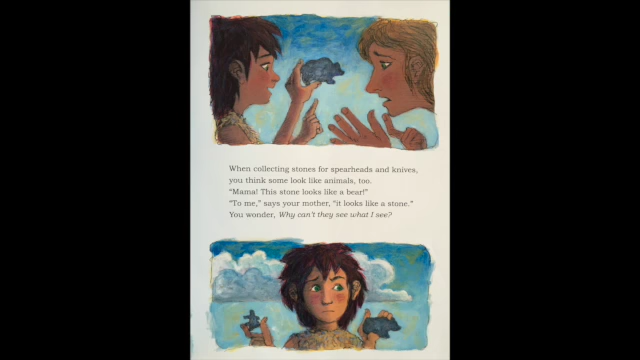 When collecting stones for spearheads and knives,
you think some look like animals, too.
“Mama! This stone looks like a bear!”
“To me,” says your mother, “it looks like a stone.”
You wonder, Why can’t they see what I see?